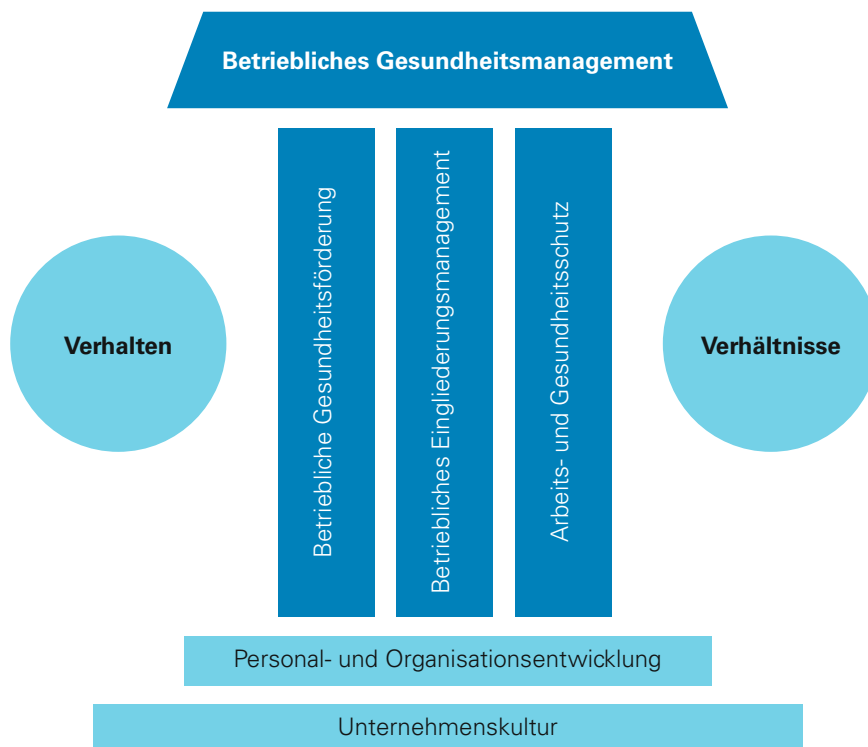 Betriebliches Gesundheitsmanagement
Verhalten
Betriebliche Gesundheitsförderung
Betriebliches Eingliederungsmanagement
Arbeits- und Gesundheitsschutz
Verhältnisse
Personal- und Organisationsentwicklung
Unternehmenskultur